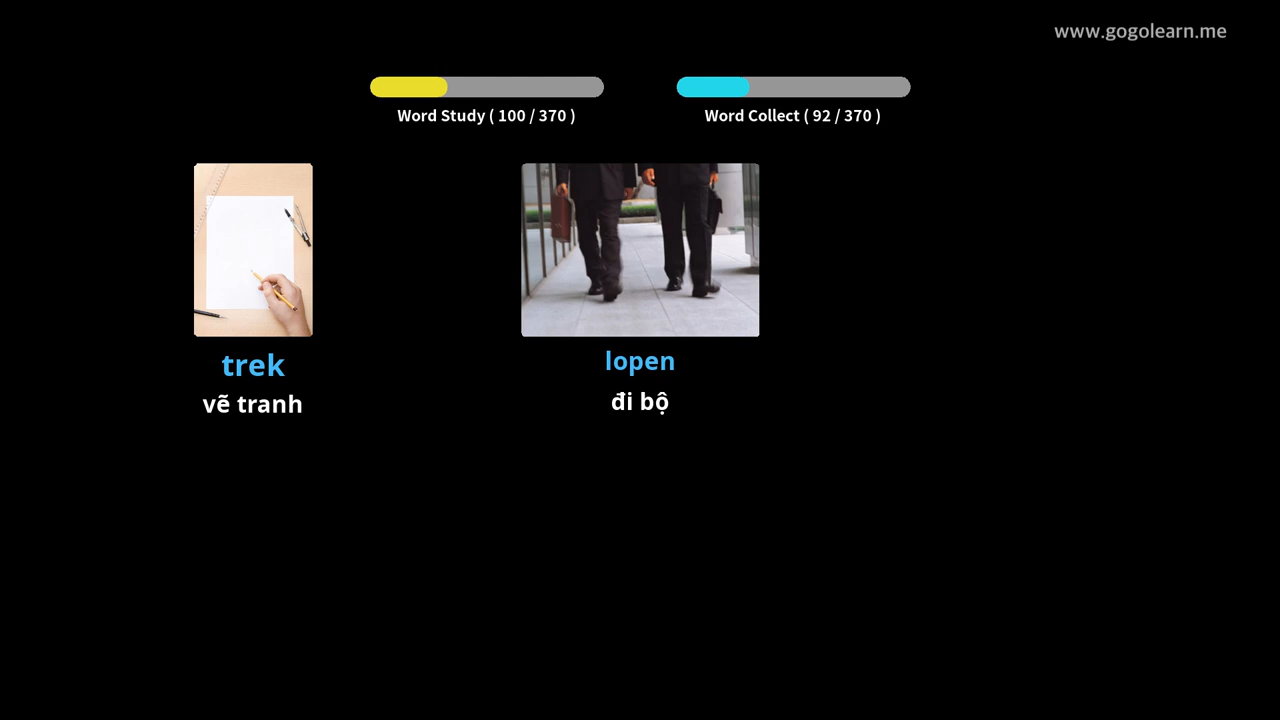 www.gogolearn.me
Word Study ( 100 / 370 )
Word Collect ( 92 / 370 )
trek
vẽ tranh
lopen
đi bộ